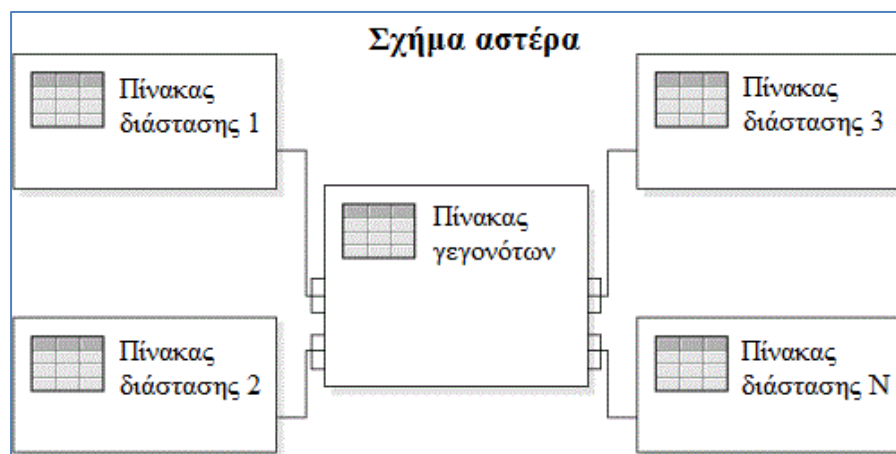 Σχήμα αστέρα
Πίνακας
διάστασης 1
Πίνακας
διάστασης 3
Πίνακας
γεγονότων
Πίνακας
διάστασης 2
Πίνακας
διάστασης N